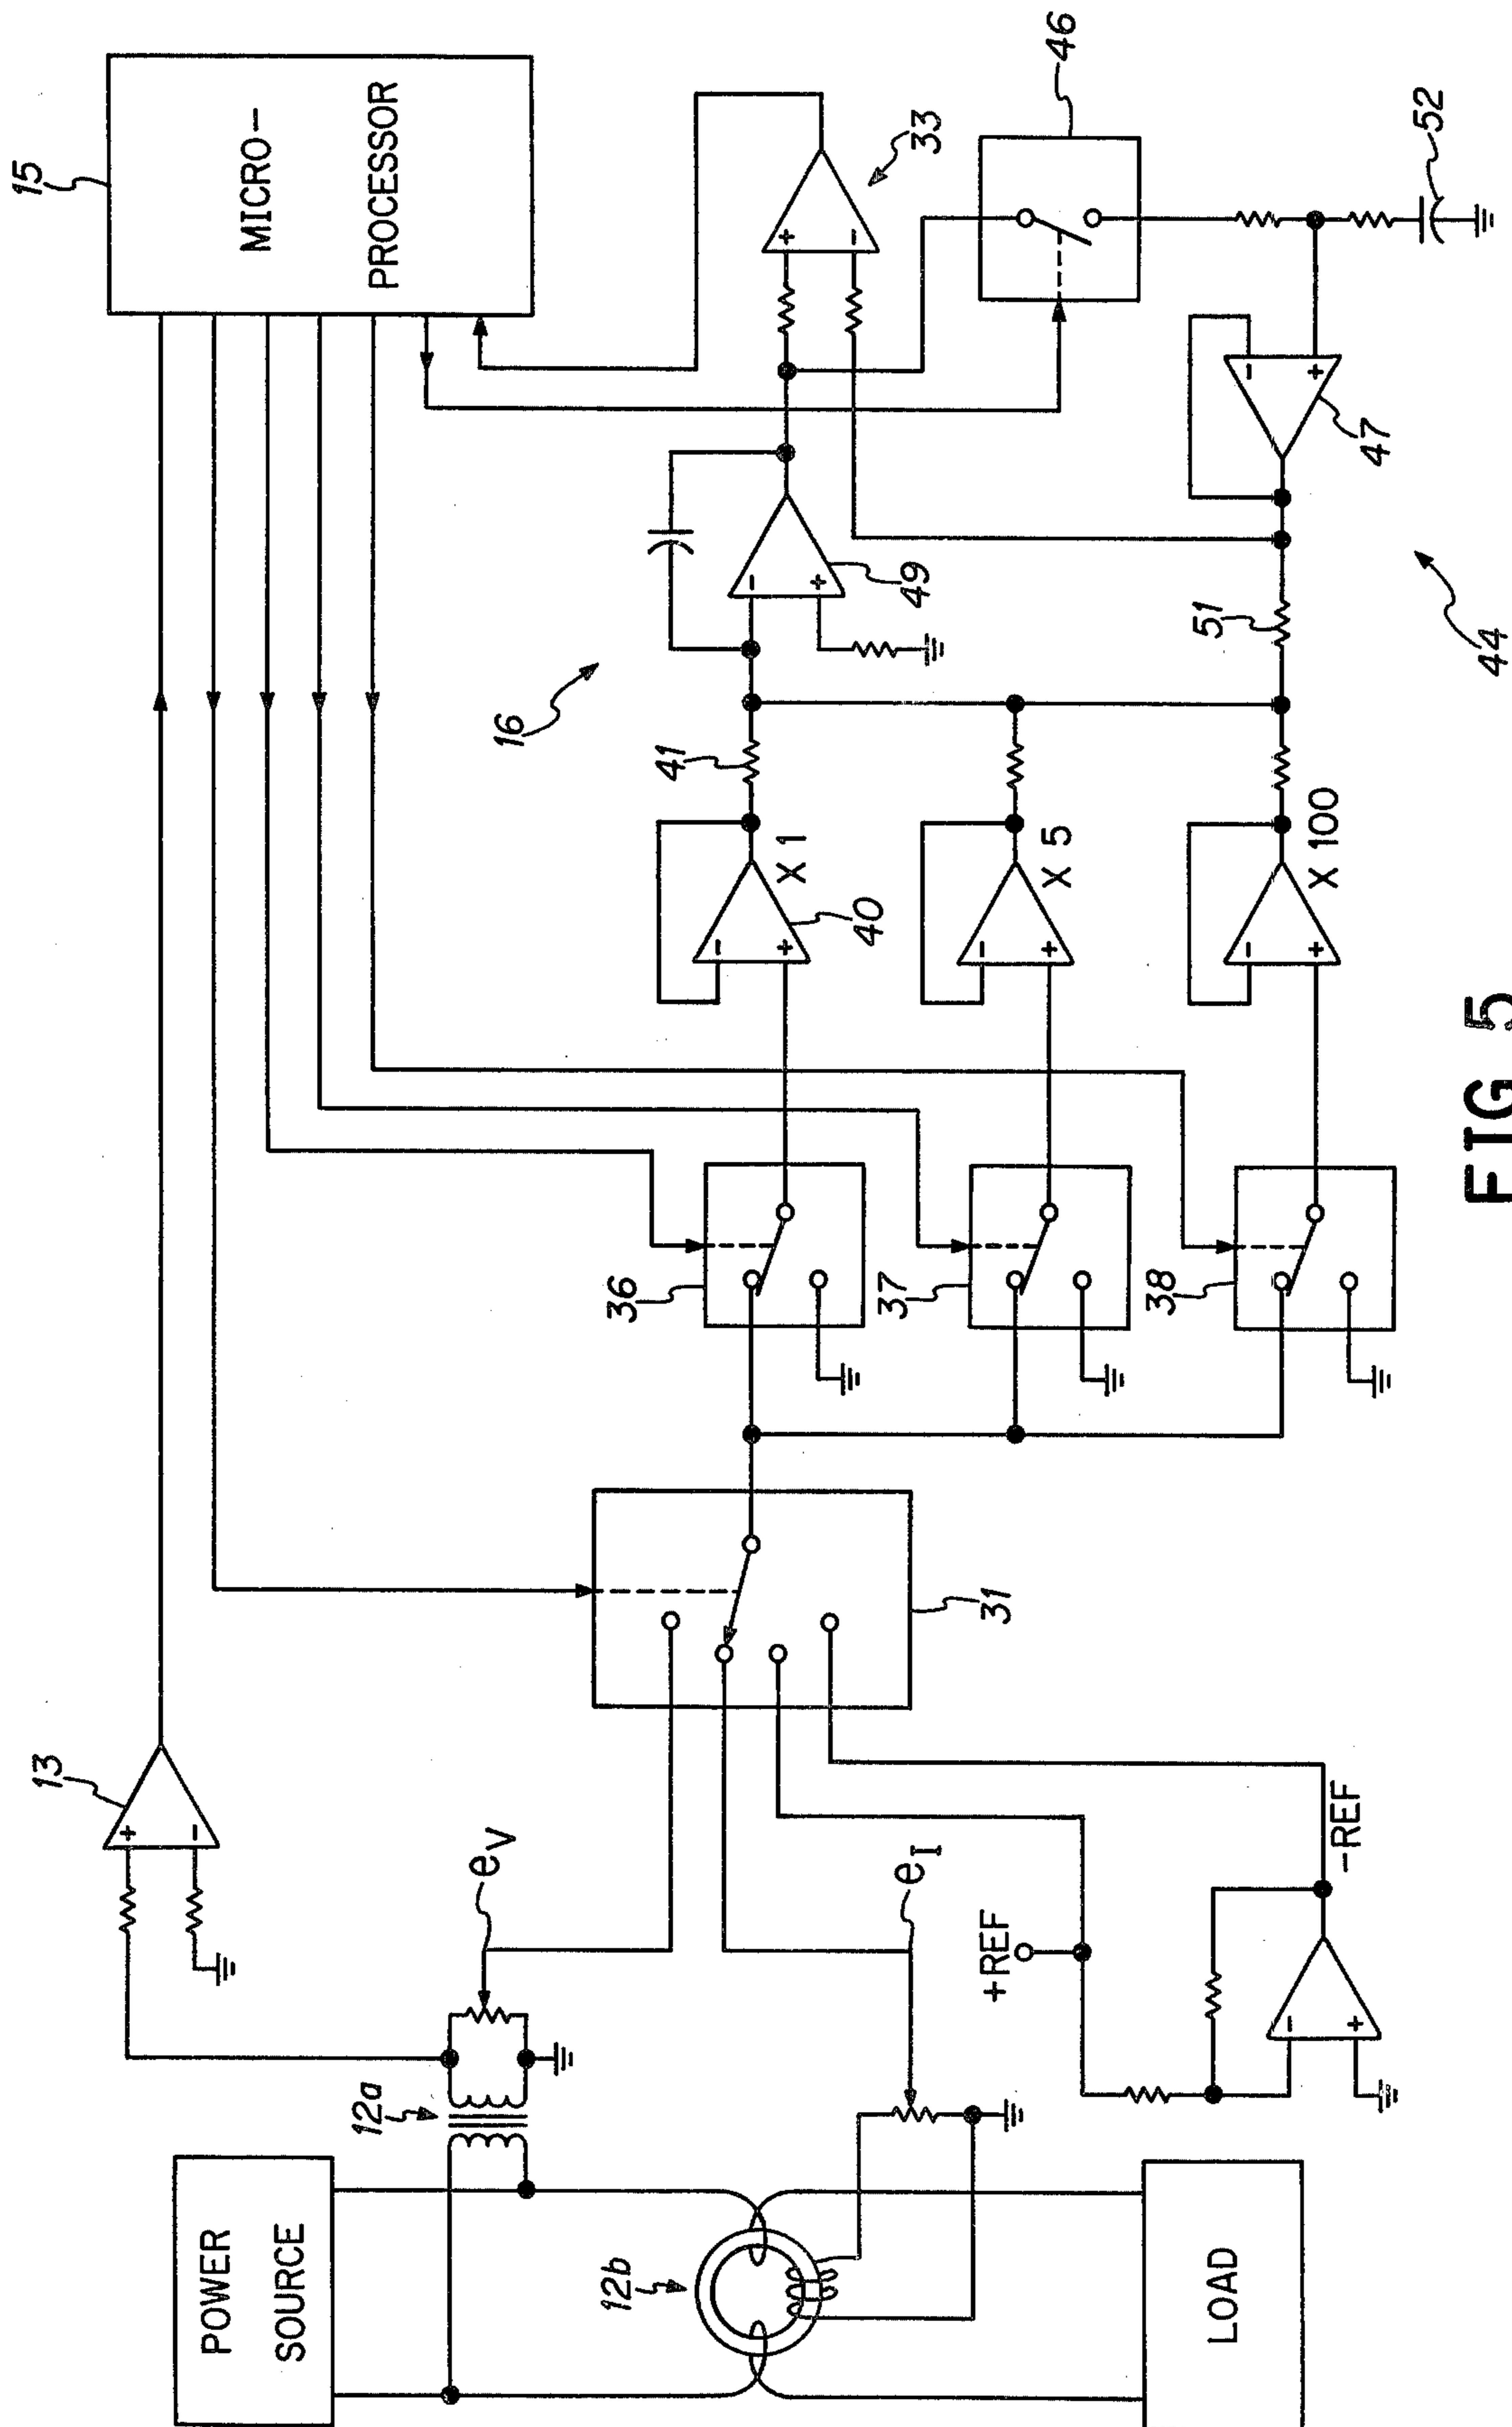 15
MICRO-
PROCESSOR
13
eV
12a
POWER
SOURCE
12b
LOAD
eI
+REF
-REF
31
36
37
38
16
41
40
X 1
X 5
X 100
49
33
46
51
47
52
44
+
-
-
+
-
+
-
+
-
+
-
+
+
-
-
+
FIG 5